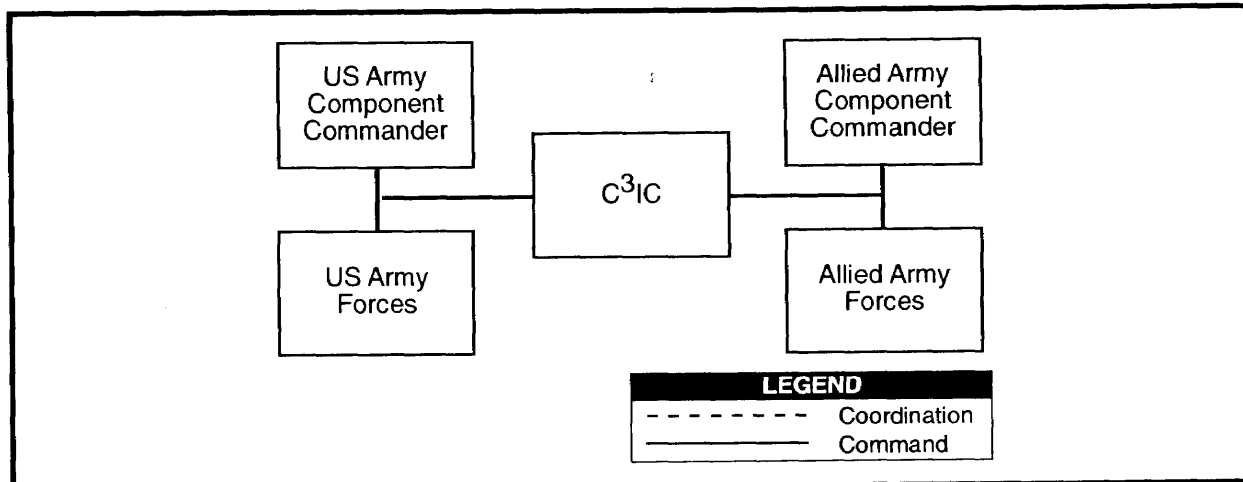 US Army
Component
Commander
Allied Army
Component
Commander
C³IC
US Army
Forces
Allied Army
Forces
LEGEND
Coordination
Command